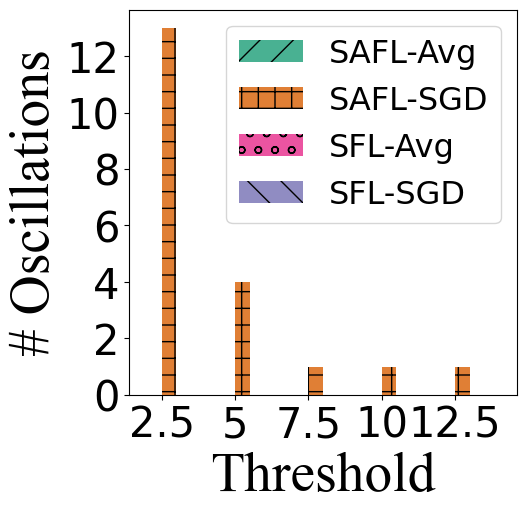 # Oscillations
12
10
8
6
4
2
0
SAFL-Avg
SAFL-SGD
SFL-Avg
SFL-SGD
2.5 5 7.5 10 12.5
Threshold